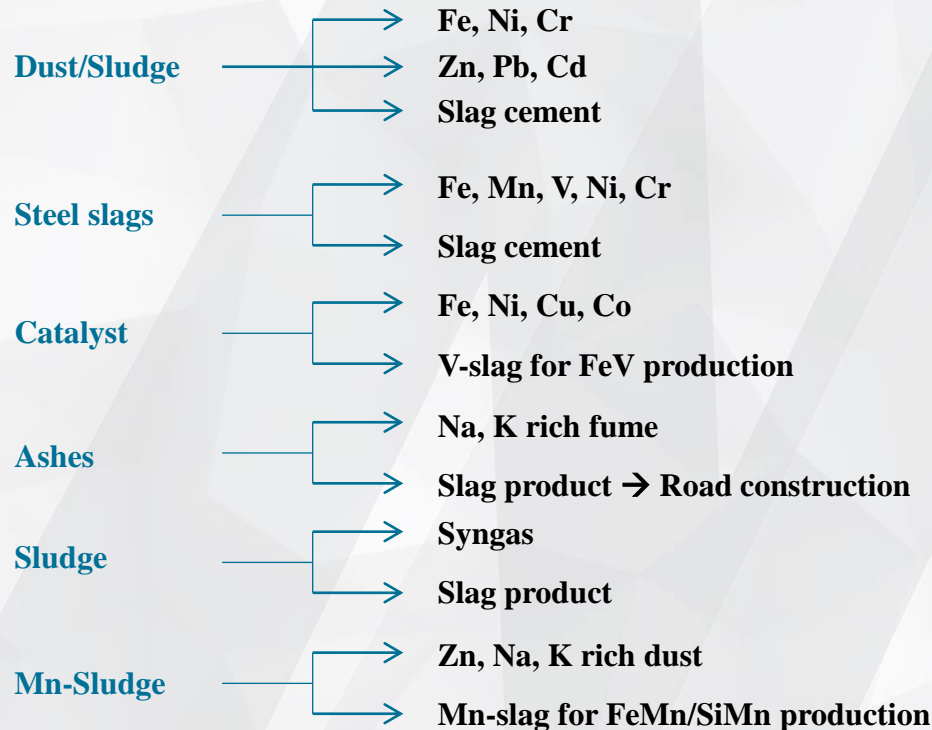 Fe, Ni, Cr
Dust/Sludge
Zn, Pb, Cd
Slag cement
Fe, Mn, V, Ni, Cr
Steel slags
Slag cement
Fe, Ni, Cu, Co
Catalyst
V-slag for FeV production
Na, K rich fume
Ashes
Slag product → Road construction
Syngas
Sludge
Slag product
Zn, Na, K rich dust
Mn-Sludge
Mn-slag for FeMn/SiMn production